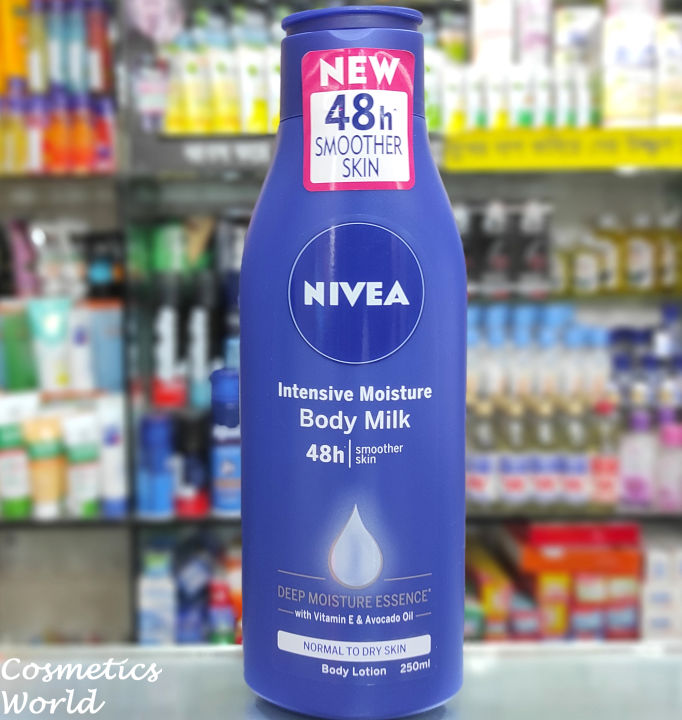 NEW
48h*
SMOOTHER
SKIN
NIVEA
Intensive Moisture
Body Milk
48h* smoother
skin
DEEP MOISTURE ESSENCE*
with Vitamin E & Avocado Oil
NORMAL TO DRY SKIN
Body Lotion 250ml
Cosmetics
World